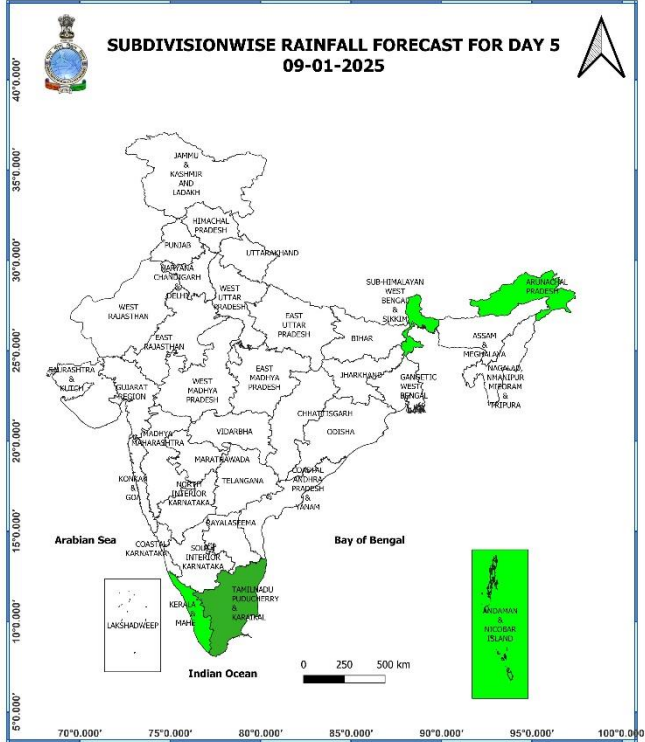 SUBDIVISIONWISE RAINFALL FORECAST FOR DAY 5
09-01-2025
40°0.000'
35°0.000'
30°0.000'
25°0.000'
20°0.000'
15°0.000'
10°0.000'
5°0.000'
JAMMU
&
KASHMIR
AND
LADAKH
HIMACHAL
PRADESH
PUNJAB
UTTARAKHAND
HARYANA
CHANDIGARH
&
DELHI
WEST
UTTAR
PRADESH
WEST
RAJASTHAN
EAST
RAJASTHAN
EAST
UTTAR
PRADESH
BIHAR
SUB-HIMALAYAN
WEST
BENGAL
&
SIKKIM
ARUNACHAL
PRADESH
ASSAM
&
MEGHALAYA
NAGALAD
MANIPUR
MIZORAM
&
TRIPURA
SAURASHTRA
&
KUTCH
GUJARAT
REGION
WEST
MADHYA
PRADESH
EAST
MADHYA
PRADESH
JHARKHAND
GANGETIC
WEST
BENGAL
CHHATTISGARH
ODISHA
MADHYA
MAHARASHTRA
VIDARBHA
MARATHWADA
KONKAN
&
GOA
NORTH
INTERIOR
KARNATAKA
TELANGANA
COASTAL
ANDHRA
PRADESH
&
YANAM
RAYALASEEMA
COASTAL
KARNATAKA
SOUTH
INTERIOR
KARNATAKA
Arabian Sea
Bay of Bengal
LAKSHADWEEP
KERALA
&
MAHE
TAMILNADU
PUDUCHERRY
&
KARAIKAL
ANDAMAN
&
NICOBAR
ISLAND
Indian Ocean
0 250 500 km
70°0.000' 75°0.000' 80°0.000' 85°0.000' 90°0.000' 95°0.000' 100°0.000'